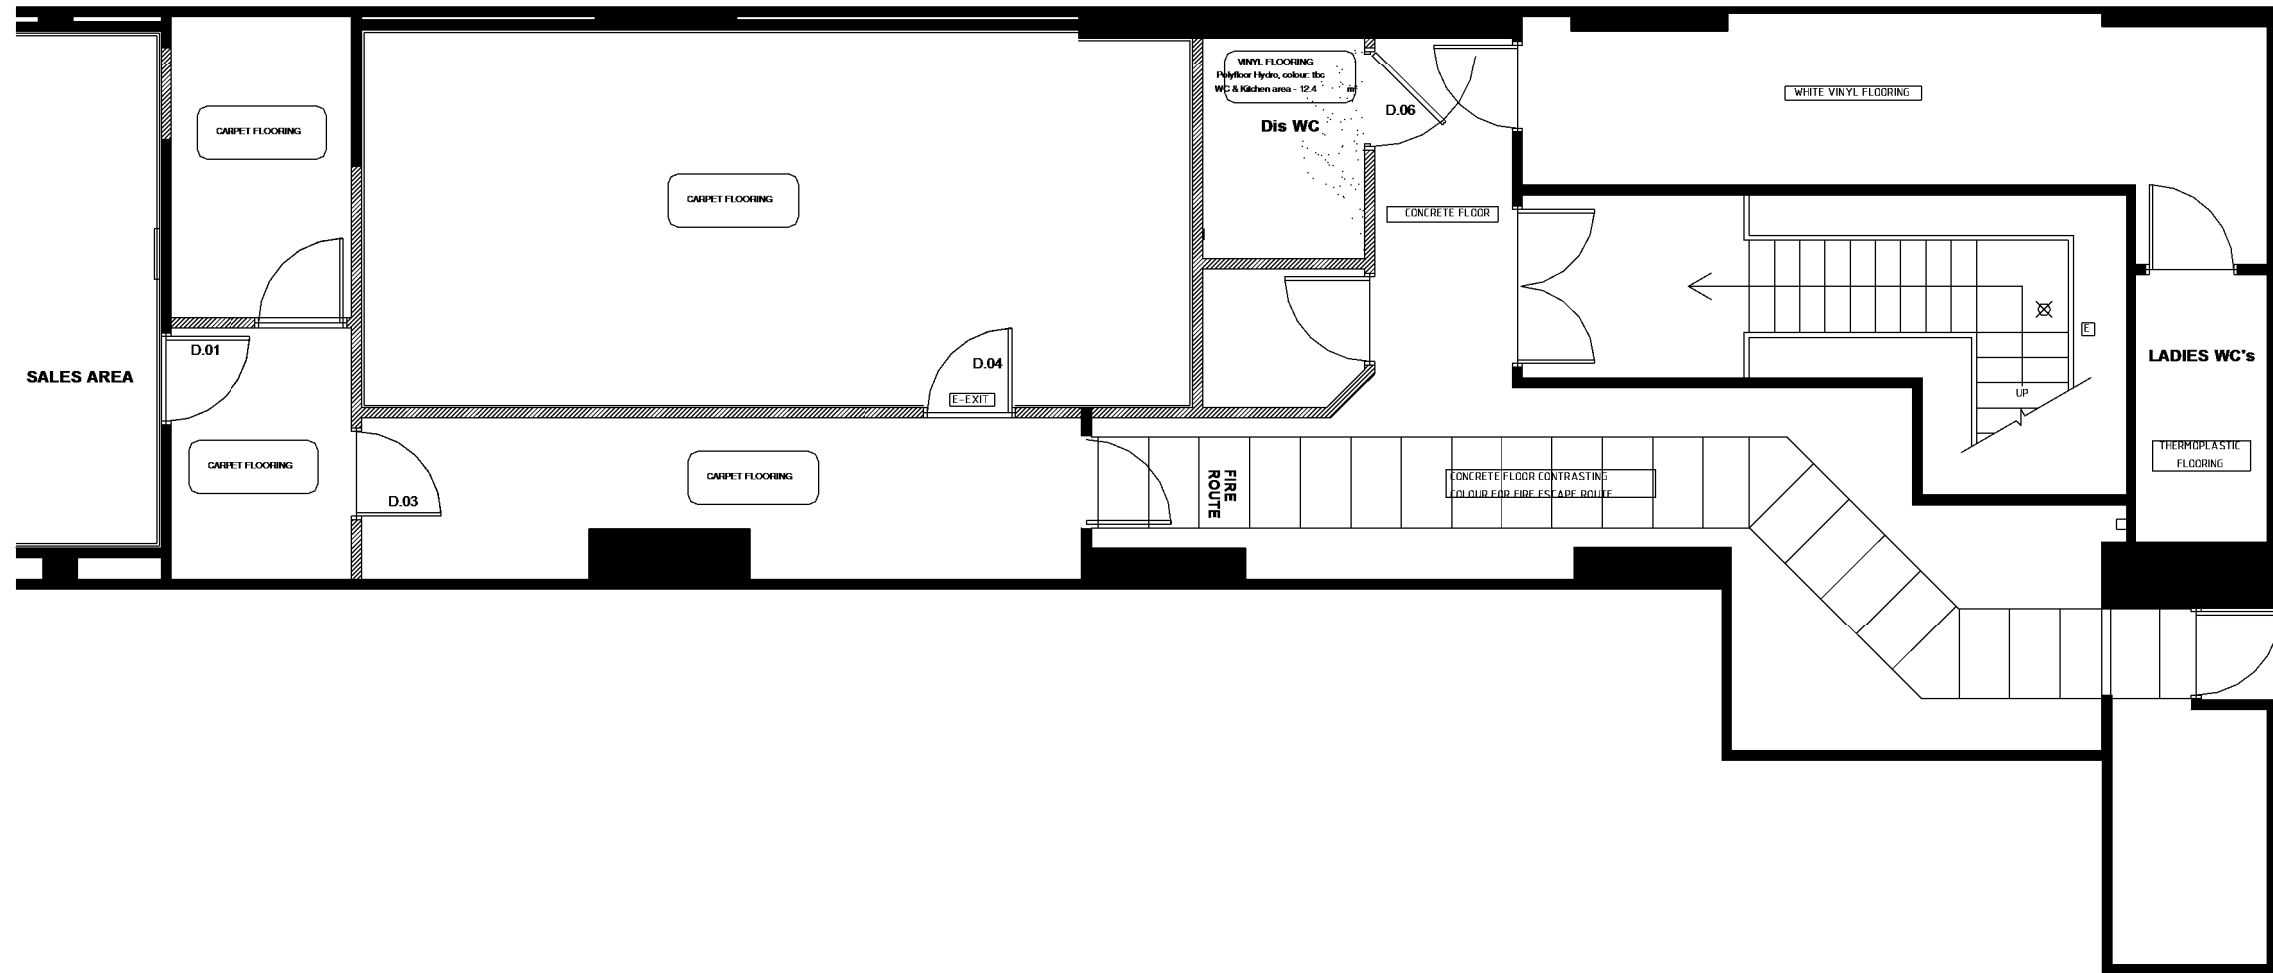 VINYL FLOORING
Polyfloor Hydro, colour: tbc
WC & Kitchen area - 12.4 m²
WHITE VINYL FLOORING
D.06
Dis WC
CARPET FLOORING
CARPET FLOORING
CONCRETE FLOOR
E
D.01
LADIES WC's
D.04
SALES AREA
UP
E-EXIT
THERMOPLASTIC
FLOORING
CARPET FLOORING
CARPET FLOORING
D.03
FIRE
ROUTE
CONCRETE FLOOR CONTRASTING
COLOUR FOR FIRE ESCAPE ROUTE